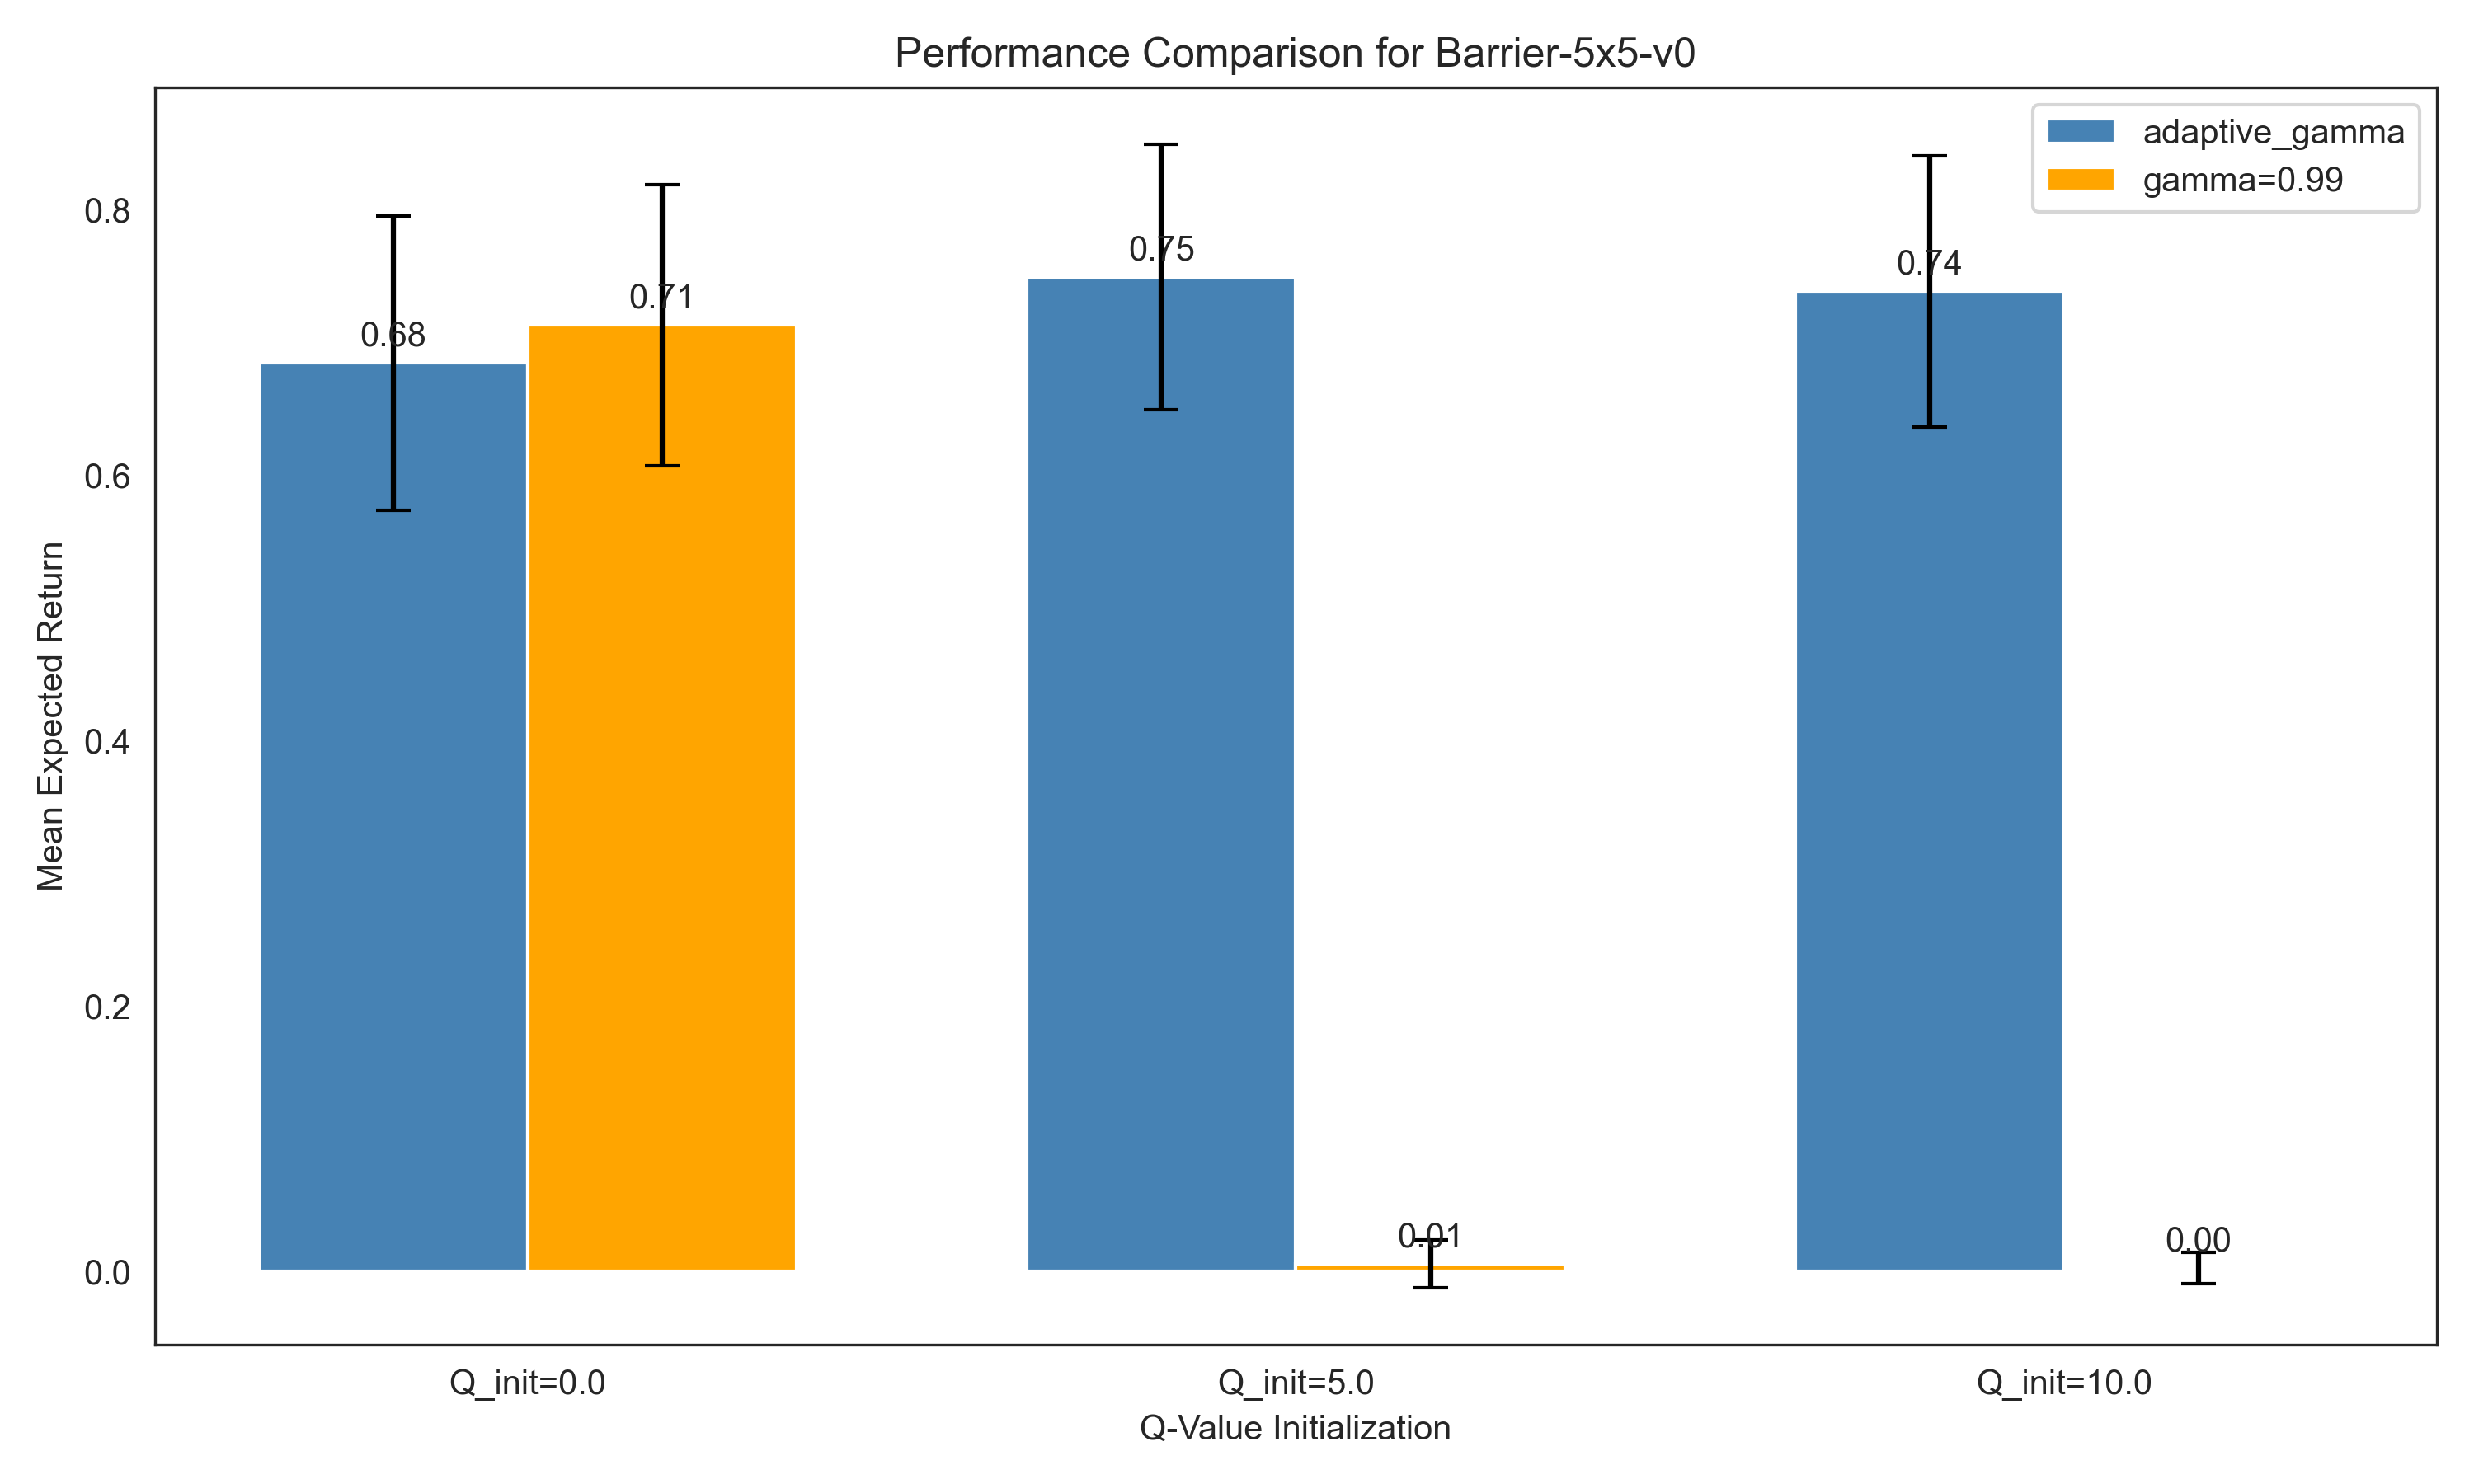 Performance Comparison for Barrier-5x5-v0
adaptive_gamma
gamma=0.99
Mean Expected Return
0.8
0.6
0.4
0.2
0.0
0.68
0.71
0.75
0.01
0.74
0.00
Q_init=0.0
Q_init=5.0
Q_init=10.0
Q-Value Initialization